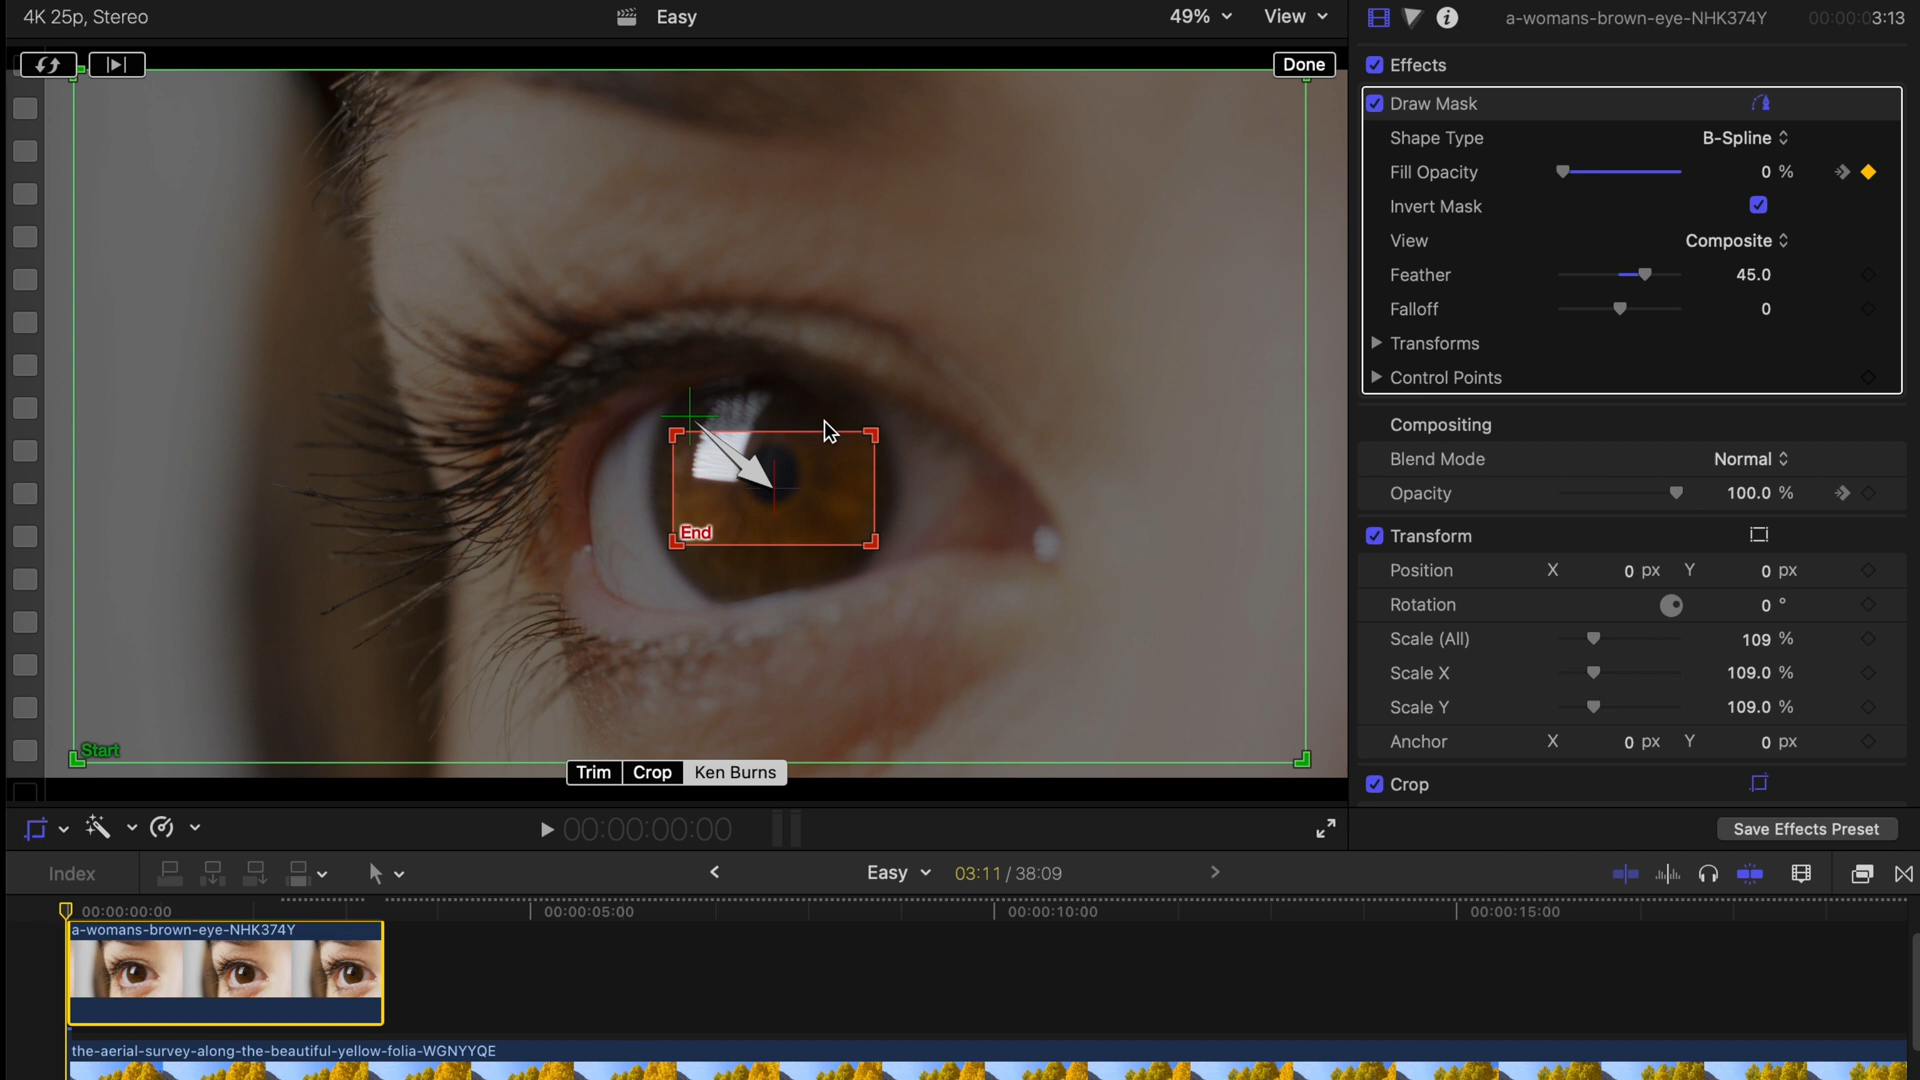 4K 25p, Stereo
Easy
49%
View
a-womans-brown-eye-NHK374Y
00:00:03:13
Done
Effects
Draw Mask
Shape Type
B-Spline
Fill Opacity
0 %
Invert Mask
View
Composite
Feather
45.0
Falloff
0
Transforms
Control Points
Compositing
Blend Mode
Normal
Opacity
100.0 %
Transform
Position X 0 px Y 0 px
Rotation
0 °
Scale (All)
109 %
Scale X
109.0 %
Scale Y
109.0 %
Anchor X 0 px Y 0 px
Crop
End
Start
Trim
Crop
Ken Burns
00:00:00:00
Save Effects Preset
Index
Easy
03:11 / 38:09
00:00:00:00
00:00:05:00
00:00:10:00
00:00:15:00
a-womans-brown-eye-NHK374Y
the-aerial-survey-along-the-beautiful-yellow-folia-WGNYYQE